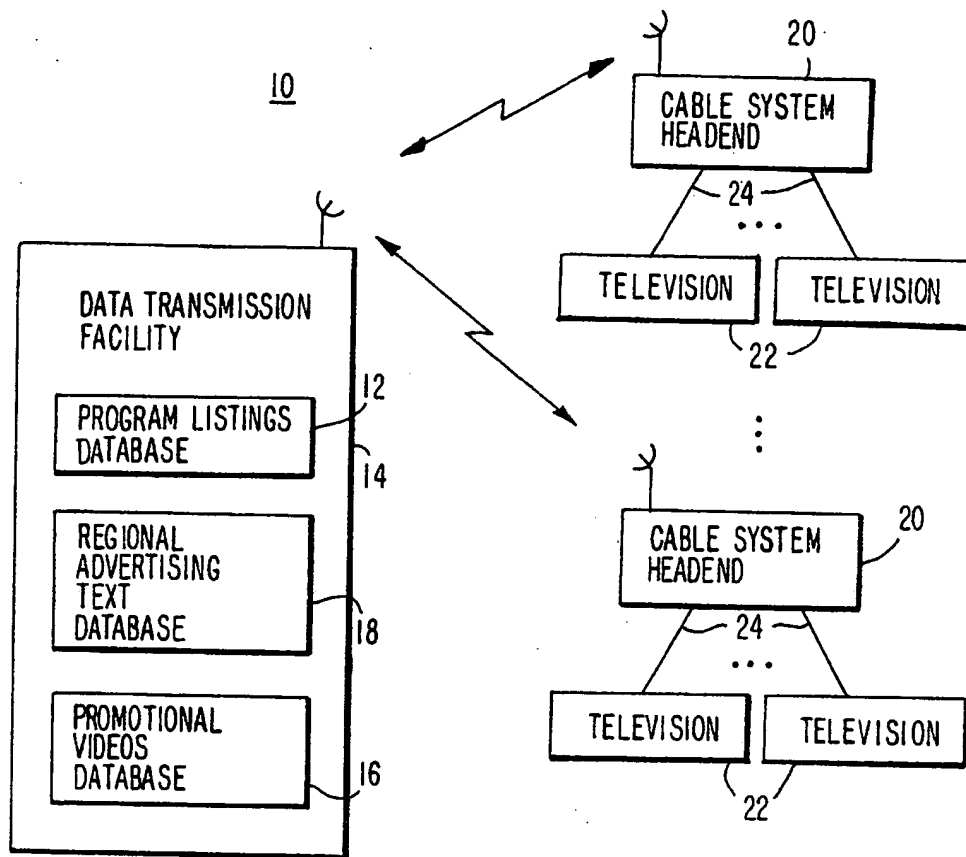 10
DATA TRANSMISSION
FACILITY
12
PROGRAM LISTINGS
DATABASE
14
REGIONAL
ADVERTISING
TEXT
DATABASE
18
PROMOTIONAL
VIDEOS
DATABASE
16
20
CABLE SYSTEM
HEADEND
24
...
TELEVISION
TELEVISION
22
20
CABLE SYSTEM
HEADEND
24
...
TELEVISION
TELEVISION
22